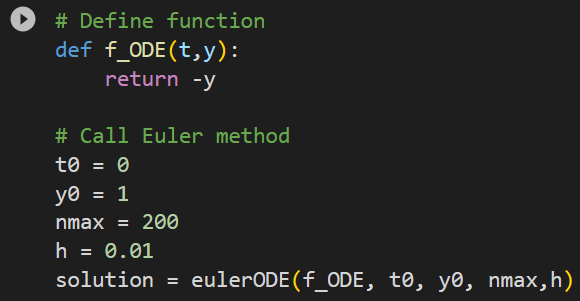 # Define function
def f_ODE(t,y):
    return -y

# Call Euler method
t0 = 0
y0 = 1
nmax = 200
h = 0.01
solution = eulerODE(f_ODE, t0, y0, nmax,h)